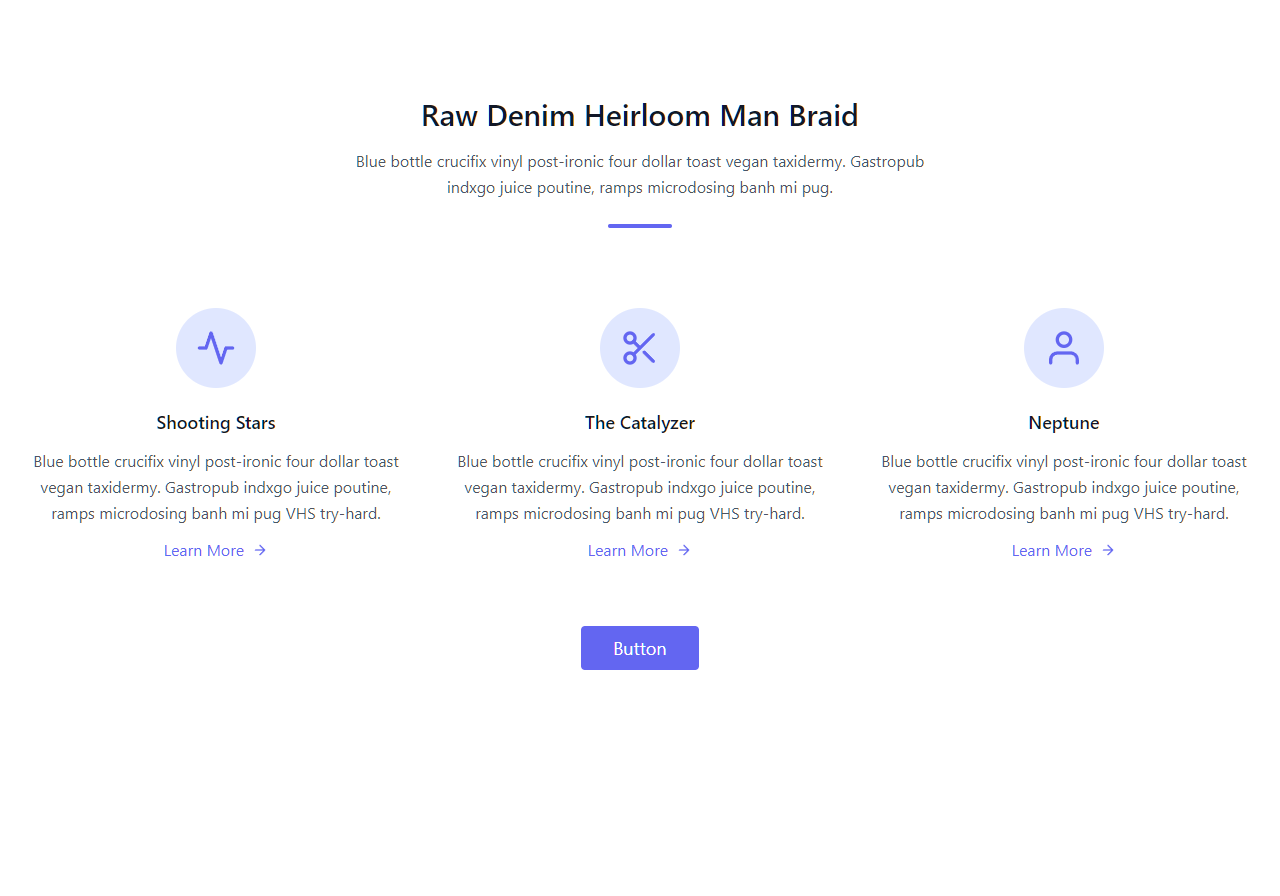 Raw Denim Heirloom Man Braid
Blue bottle crucifix vinyl post-ironic four dollar toast vegan taxidermy. Gastropub
indxgo juice poutine, ramps microdosing banh mi pug.
Shooting Stars
Blue bottle crucifix vinyl post-ironic four dollar toast
vegan taxidermy. Gastropub indxgo juice poutine,
ramps microdosing banh mi pug VHS try-hard.
Learn More
The Catalyzer
Blue bottle crucifix vinyl post-ironic four dollar toast
vegan taxidermy. Gastropub indxgo juice poutine,
ramps microdosing banh mi pug VHS try-hard.
Learn More
Neptune
Blue bottle crucifix vinyl post-ironic four dollar toast
vegan taxidermy. Gastropub indxgo juice poutine,
ramps microdosing banh mi pug VHS try-hard.
Learn More
Button